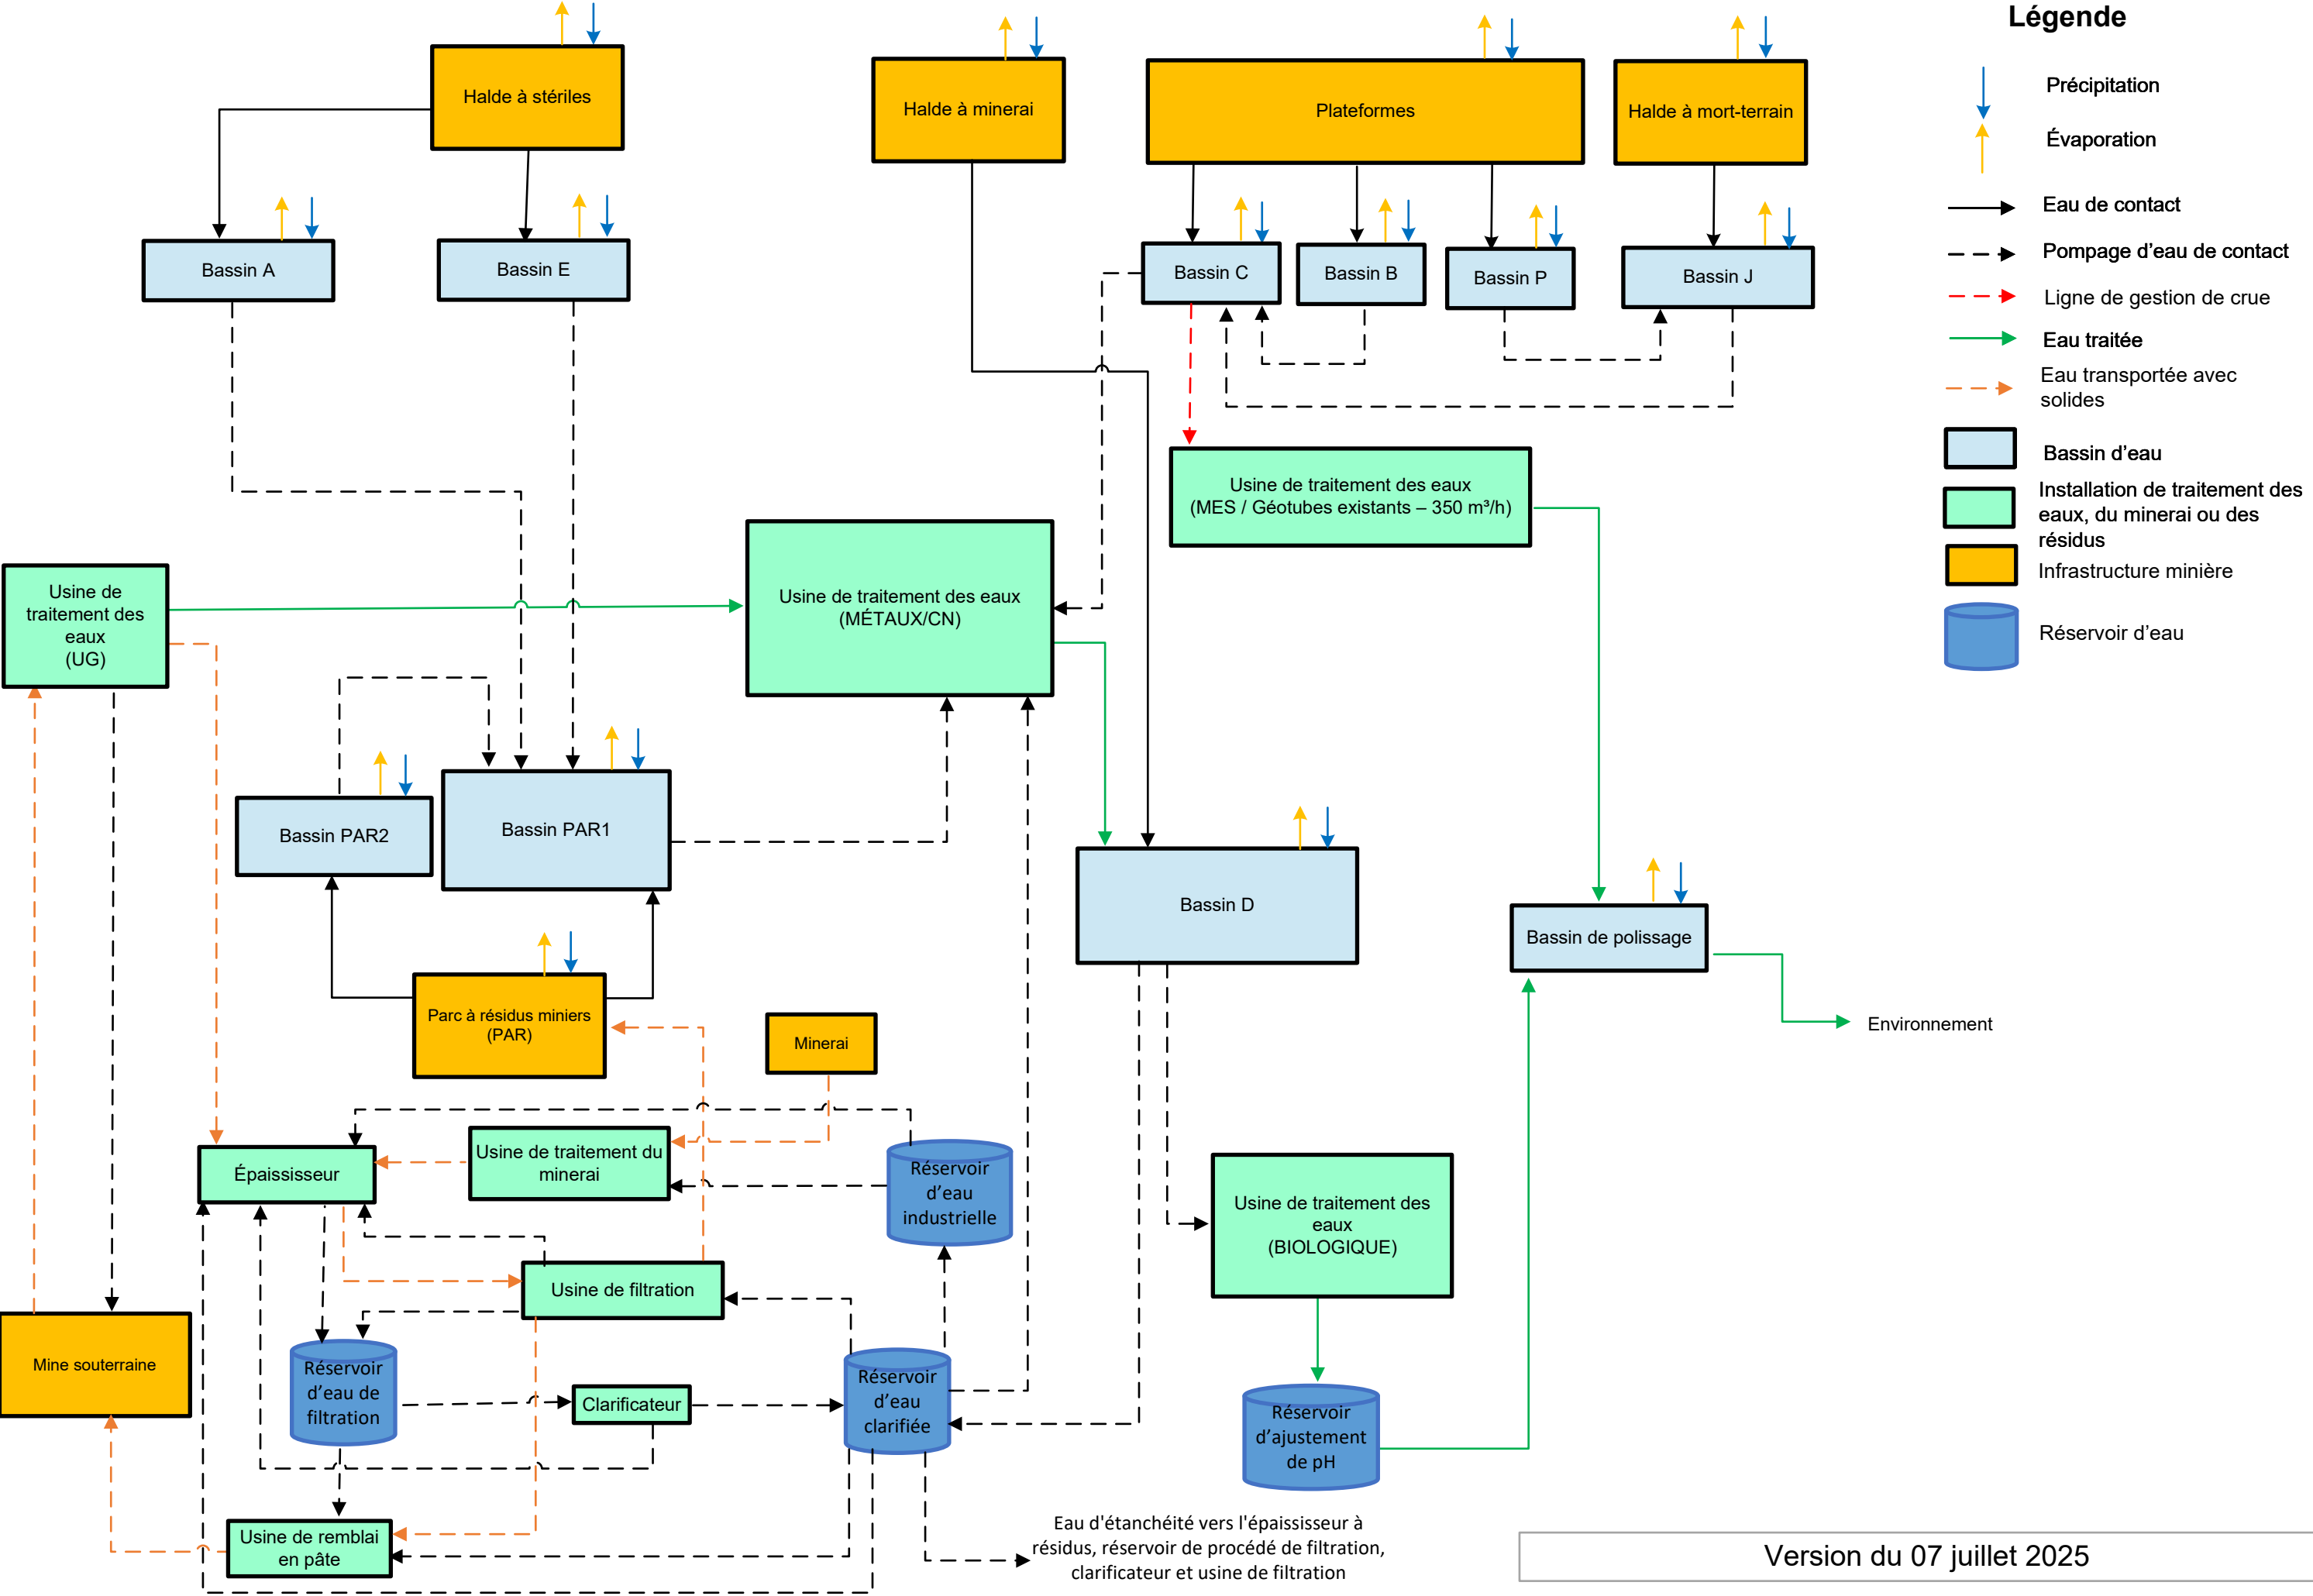 Légende
Précipitation
Évaporation
Eau de contact
Pompage d’eau de contact
Ligne de gestion de crue
Eau traitée
Eau transportée avec
solides
Bassin d’eau
Installation de traitement des
eaux, du minerai ou des
résidus
Infrastructure minière
Réservoir d’eau
Halde à stériles
Halde à minerai
Plateformes
Halde à mort-terrain
Bassin A
Bassin E
Bassin C
Bassin B
Bassin P
Bassin J
Usine de traitement des eaux
(MES / Géotubes existants – 350 m³/h)
Usine de
traitement des
eaux
(UG)
Usine de traitement des eaux
(MÉTAUX/CN)
Bassin PAR2
Bassin PAR1
Bassin D
Bassin de polissage
Environnement
Parc à résidus miniers
(PAR)
Minerai
Épaississeur
Usine de traitement du
minerai
Réservoir
d’eau
industrielle
Usine de traitement des
eaux
(BIOLOGIQUE)
Usine de filtration
Mine souterraine
Réservoir
d’eau de
filtration
Clarificateur
Réservoir
d’eau
clarifiée
Réservoir
d’ajustement
de pH
Usine de remblai
en pâte
Eau d'étanchéité vers l'épaississeur à
résidus, réservoir de procédé de filtration,
clarificateur et usine de filtration
Version du 07 juillet 2025